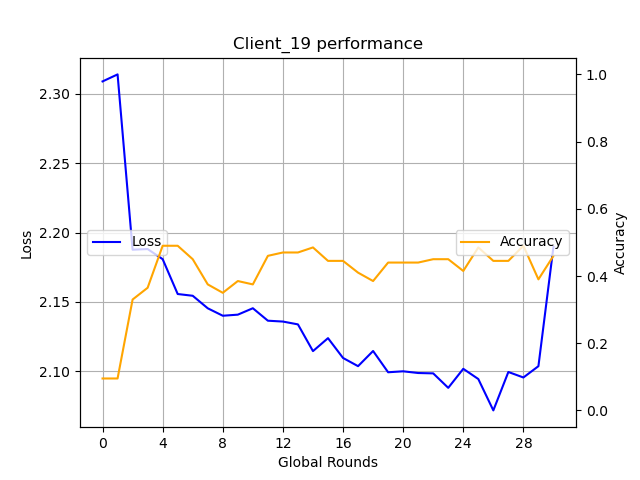 Client_19 performance
Loss
2.30
2.25
2.20
2.15
2.10
1.0
0.8
0.6
0.4
0.2
0.0
Accuracy
Loss
Accuracy
0 4 8 12 16 20 24 28
Global Rounds